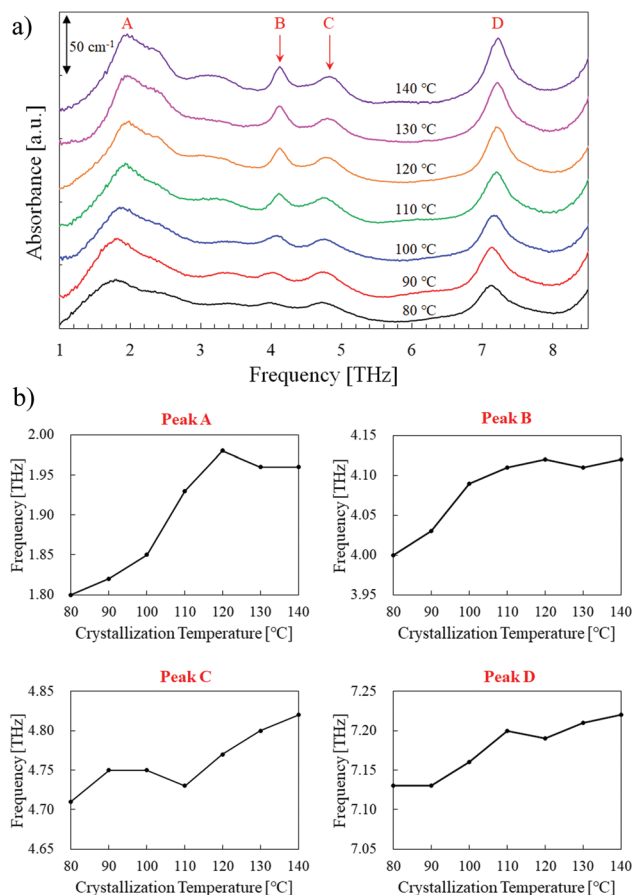 a)
A B C D
50 cm⁻¹
Absorbance [a.u.]
140 ℃
130 ℃
120 ℃
110 ℃
100 ℃
90 ℃
80 ℃
1 2 3 4 5 6 7 8
Frequency [THz]
b)
Peak A
Frequency [THz]
2.00
1.95
1.90
1.85
1.80
80 90 100 110 120 130 140
Crystallization Temperature [℃]
Peak B
Frequency [THz]
4.15
4.10
4.05
4.00
3.95
80 90 100 110 120 130 140
Crystallization Temperature [℃]
Peak C
Frequency [THz]
4.85
4.80
4.75
4.70
4.65
80 90 100 110 120 130 140
Crystallization Temperature [℃]
Peak D
Frequency [THz]
7.25
7.20
7.15
7.10
7.05
80 90 100 110 120 130 140
Crystallization Temperature [℃]